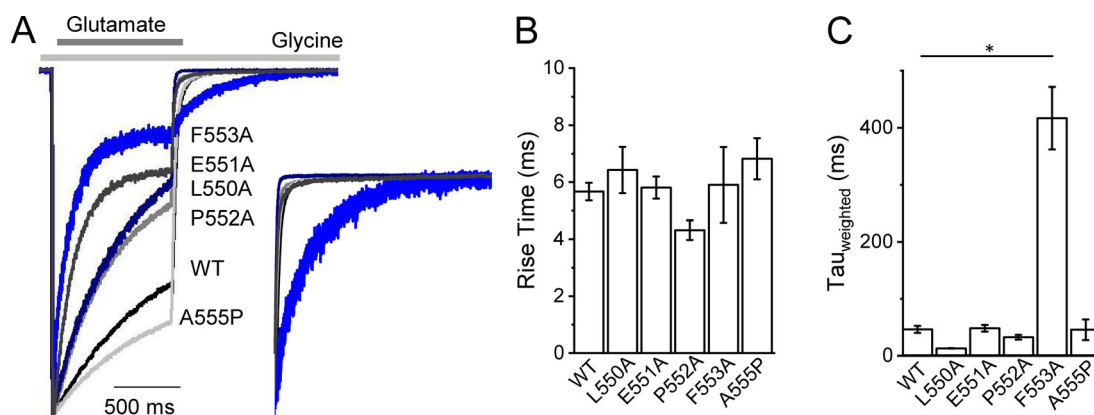 A
Glutamate
Glycine
F553A
E551A
L550A
P552A
WT
A555P
500 ms
B
Rise Time (ms)
10
8
6
4
2
0
WT
L550A
E551A
P552A
F553A
A555P
C
*
Tau weighted (ms)
400
200
0
WT
L550A
E551A
P552A
F553A
A555P